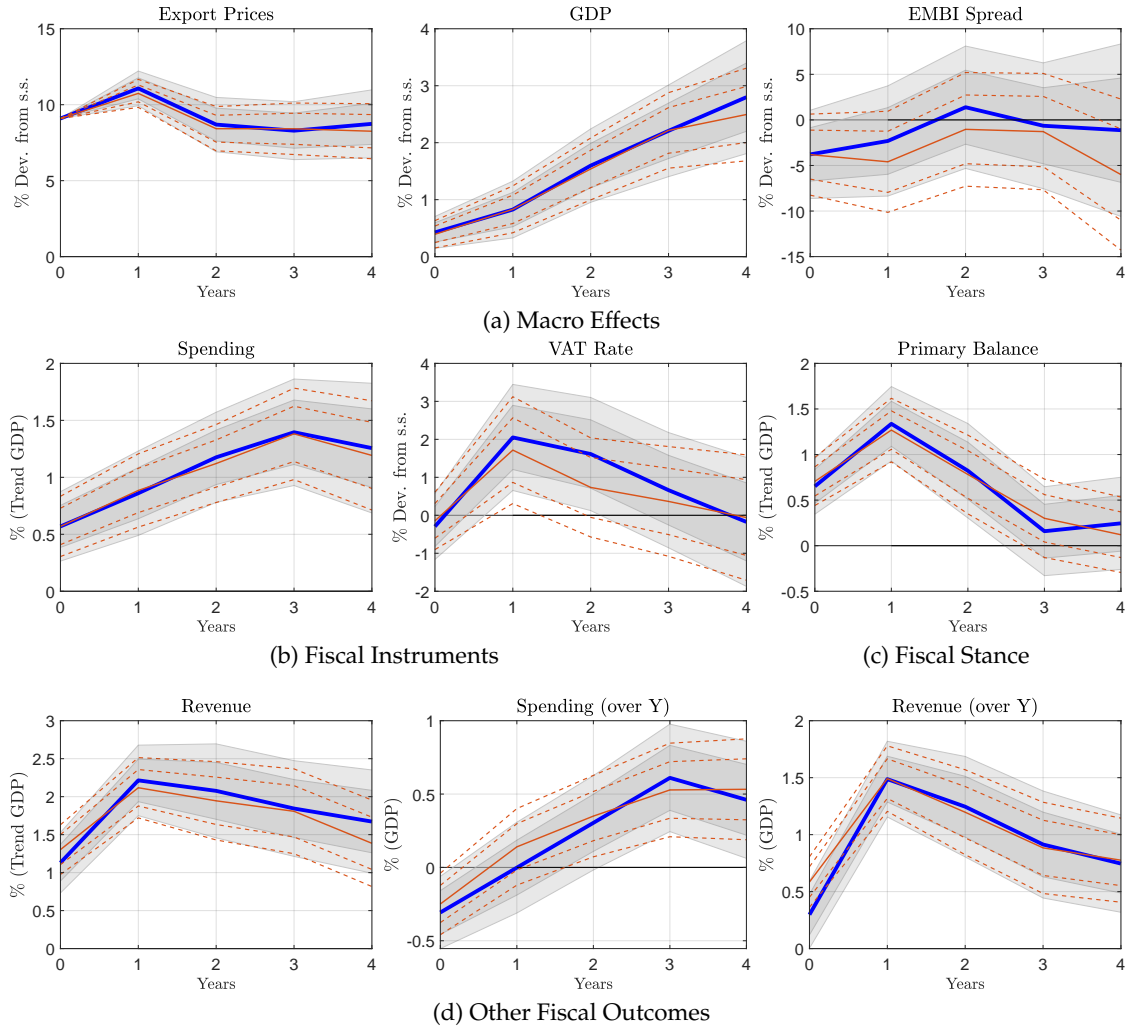 Export Prices
% Dev. from s.s.
15
10
5
0
0 1 2 3 4
Years
GDP
% Dev. from s.s.
4
3
2
1
0
0 1 2 3 4
Years
EMBI Spread
% Dev. from s.s.
10
5
0
-5
-10
-15
0 1 2 3 4
Years
(a) Macro Effects
Spending
% (Trend GDP)
2
1.5
1
0.5
0
0 1 2 3 4
Years
VAT Rate
% Dev. from s.s.
4
3
2
1
0
-1
-2
0 1 2 3 4
Years
(b) Fiscal Instruments
Primary Balance
% (Trend GDP)
2
1.5
1
0.5
0
-0.5
0 1 2 3 4
Years
(c) Fiscal Stance
Revenue
% (Trend GDP)
3
2.5
2
1.5
1
0.5
0
0 1 2 3 4
Years
Spending (over Y)
% (GDP)
1
0.5
0
-0.5
0 1 2 3 4
Years
Revenue (over Y)
% (GDP)
2
1.5
1
0.5
0
0 1 2 3 4
Years
(d) Other Fiscal Outcomes